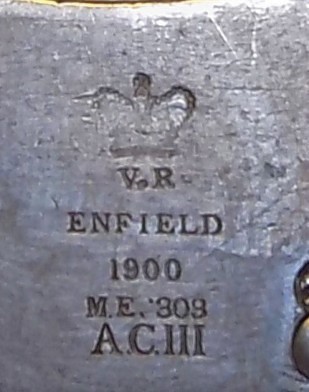 V.R
ENFIELD
1900
M.E. .303
A.C.III